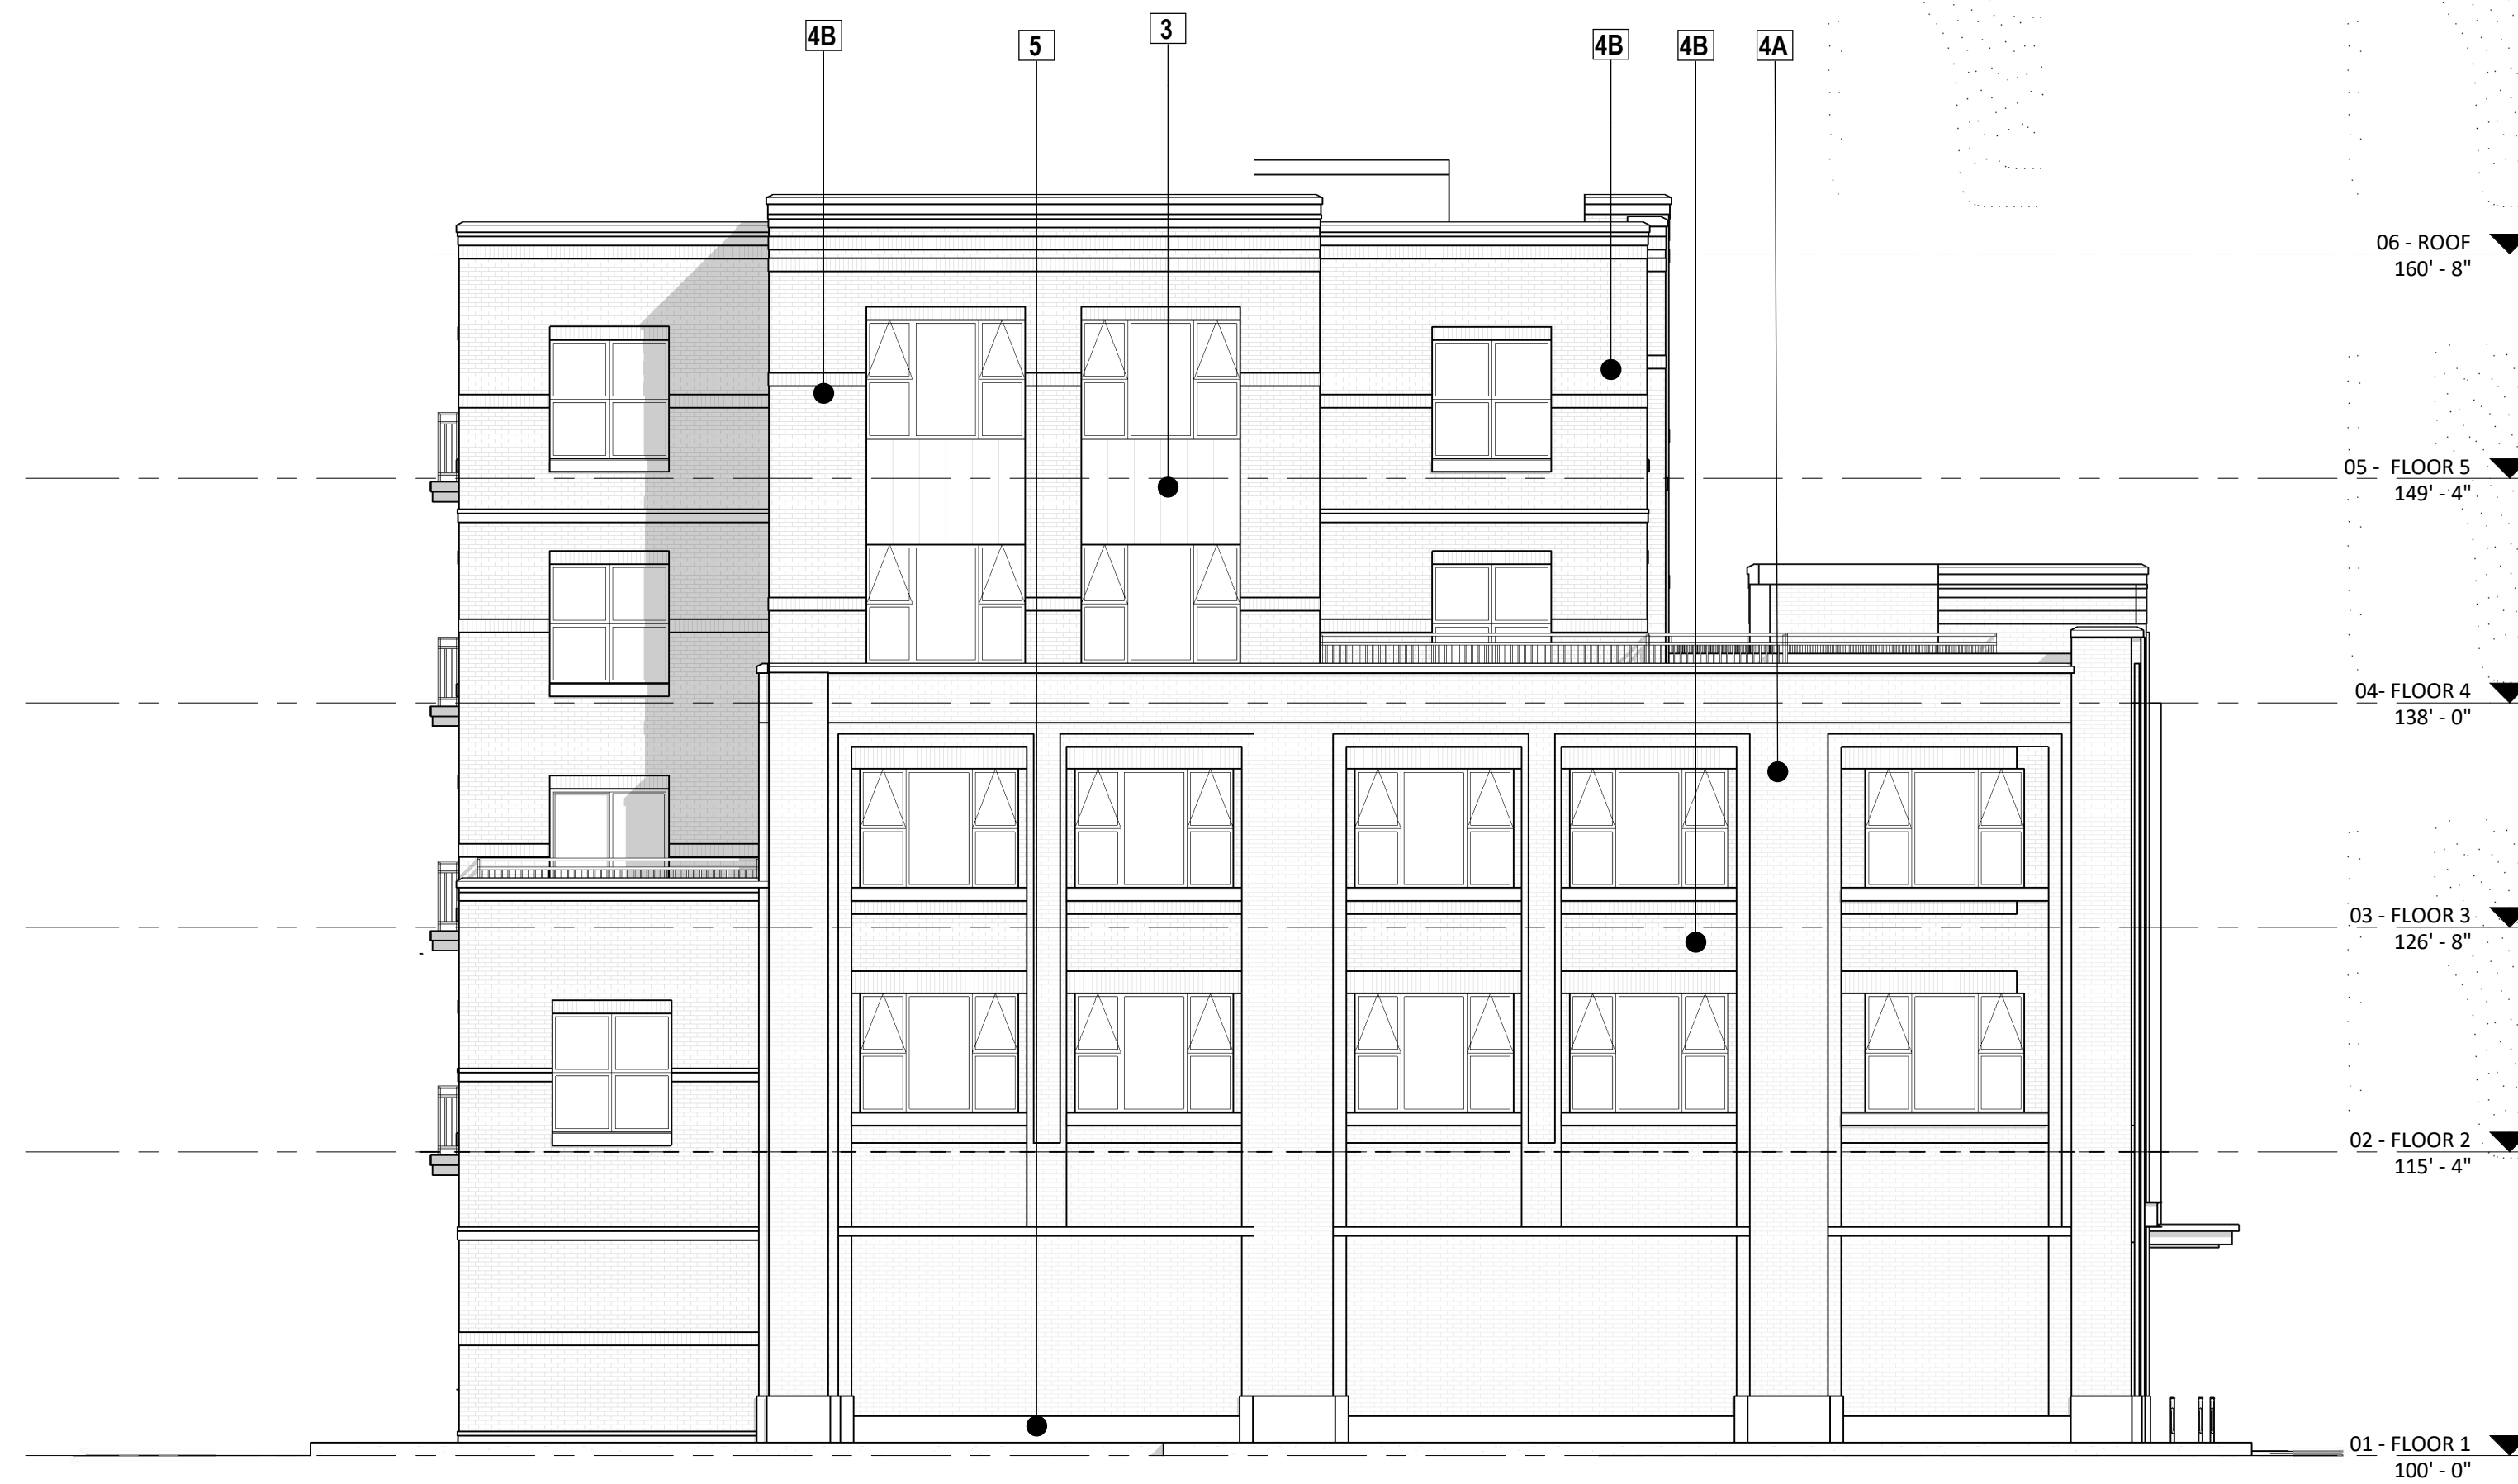 4B
5
3
4B
4B
4A
06 - ROOF
160' - 8"
05 - FLOOR 5
149' - 4"
04- FLOOR 4
138' - 0"
03 - FLOOR 3
126' - 8"
02 - FLOOR 2
115' - 4"
01 - FLOOR 1
100' - 0"